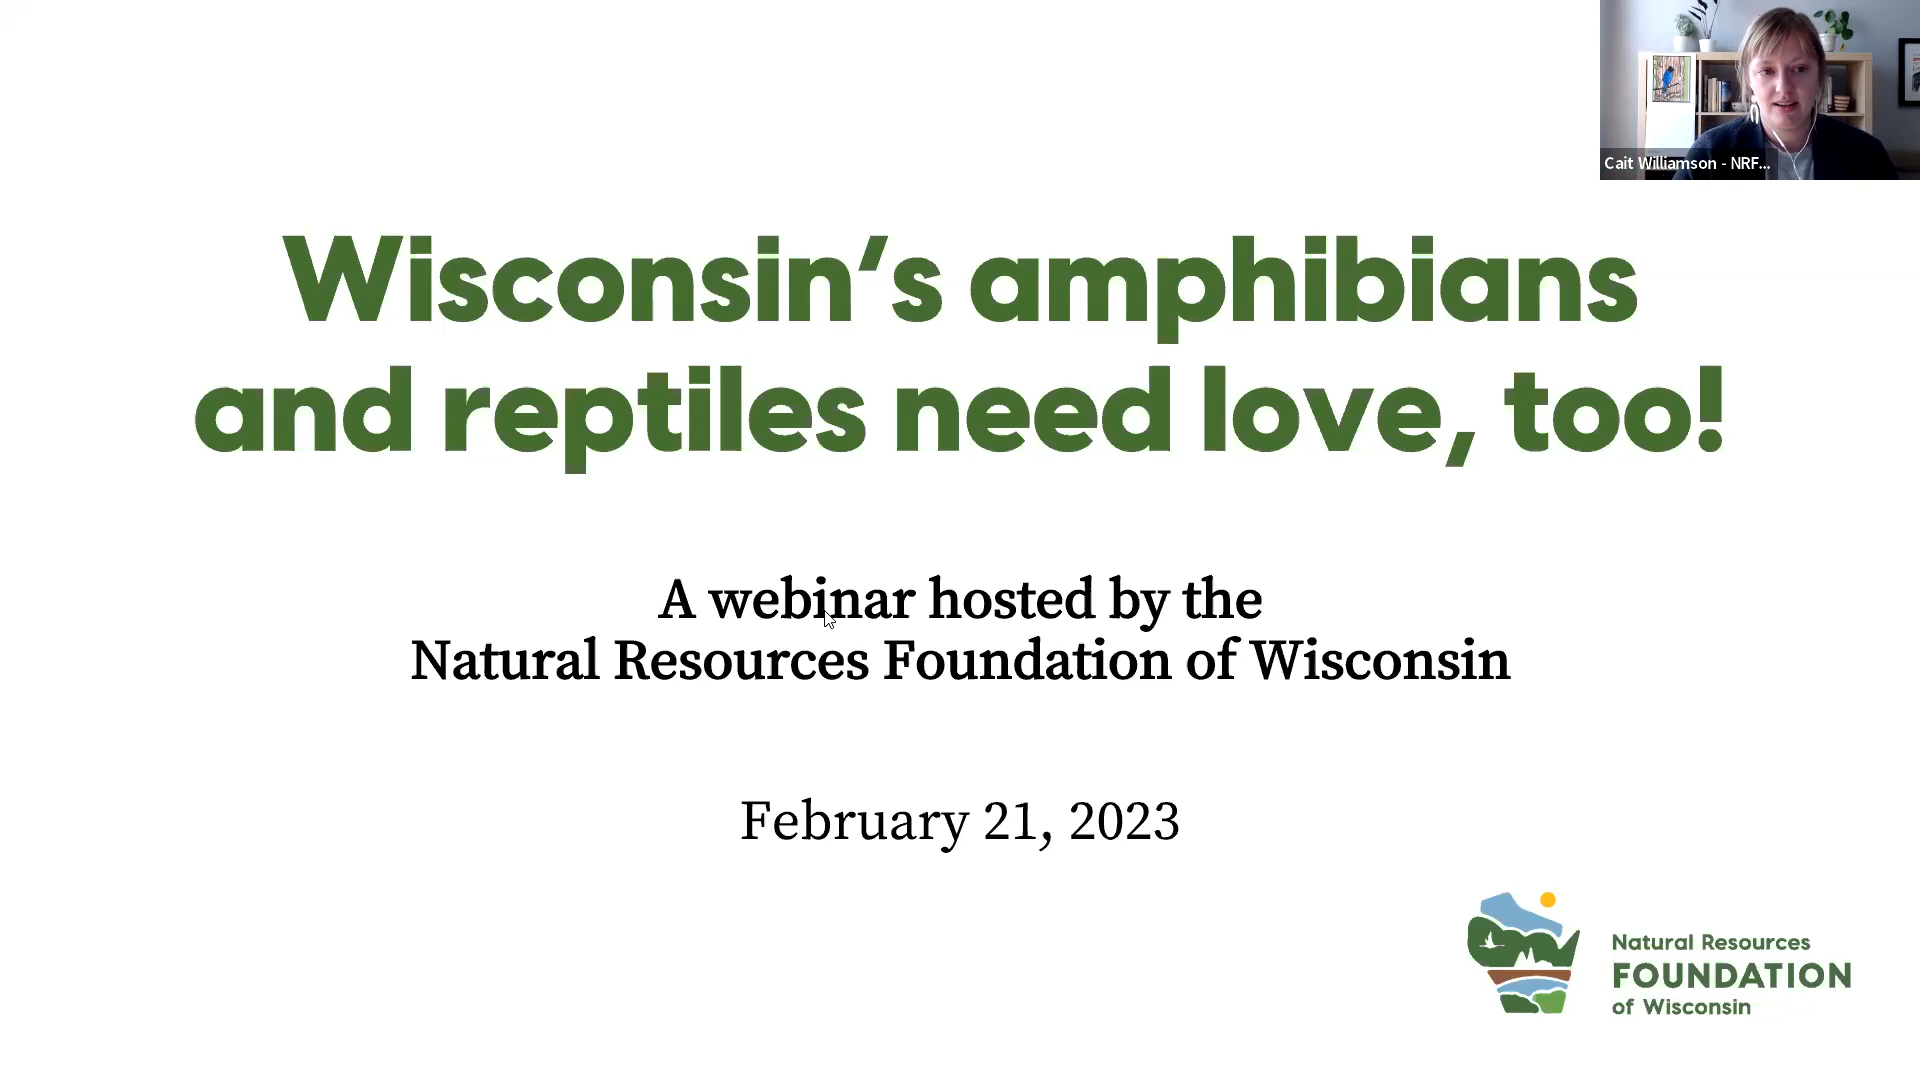 Cait Williamson - NRF...
Wisconsin’s amphibians
and reptiles need love, too!
A webinar hosted by the
Natural Resources Foundation of Wisconsin
February 21, 2023
Natural Resources
FOUNDATION
of Wisconsin